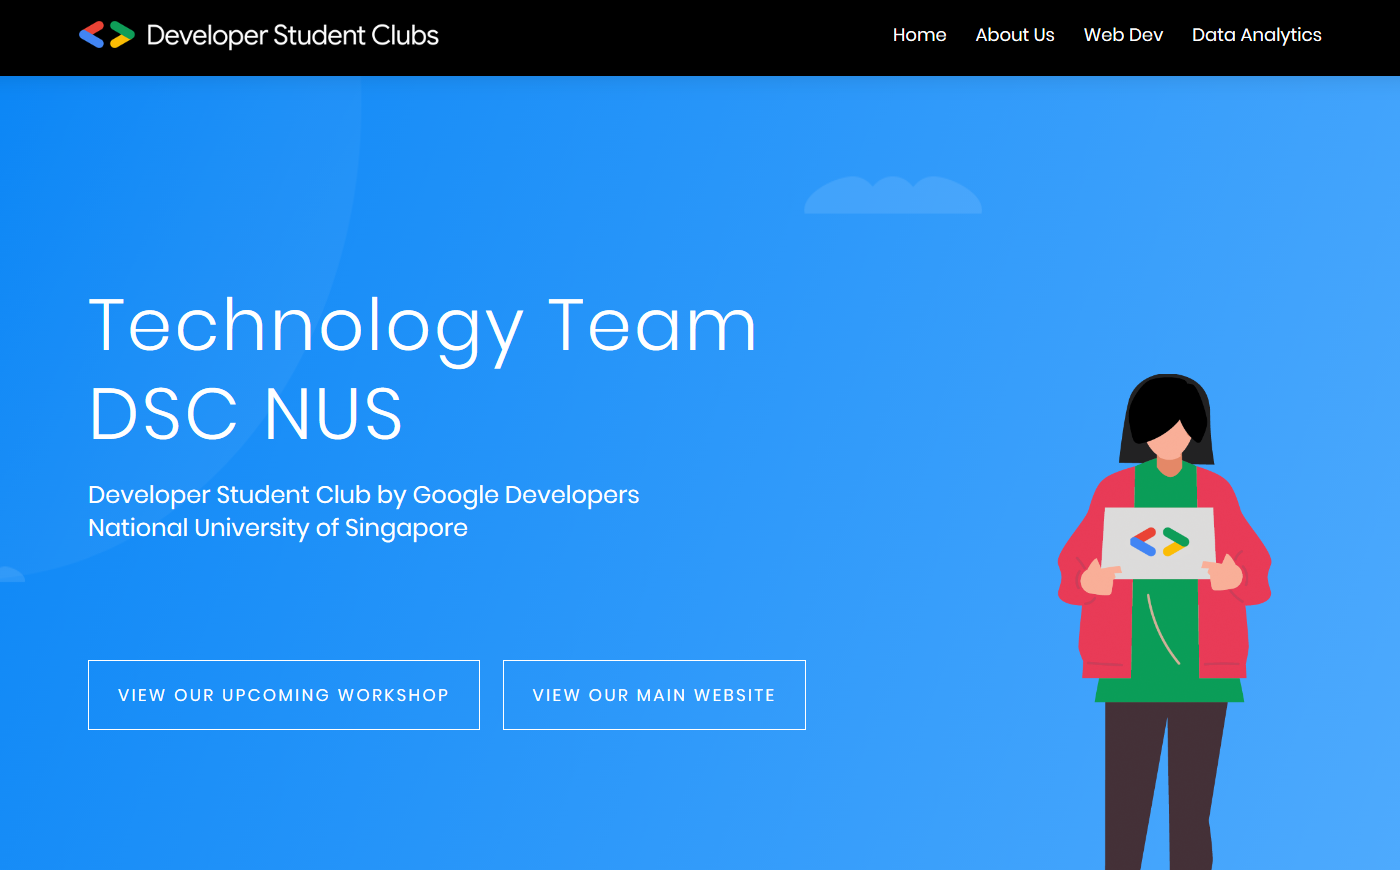 Developer Student Clubs
Home About Us Web Dev Data Analytics
Technology Team
DSC NUS
Developer Student Club by Google Developers
National University of Singapore
VIEW OUR UPCOMING WORKSHOP
VIEW OUR MAIN WEBSITE